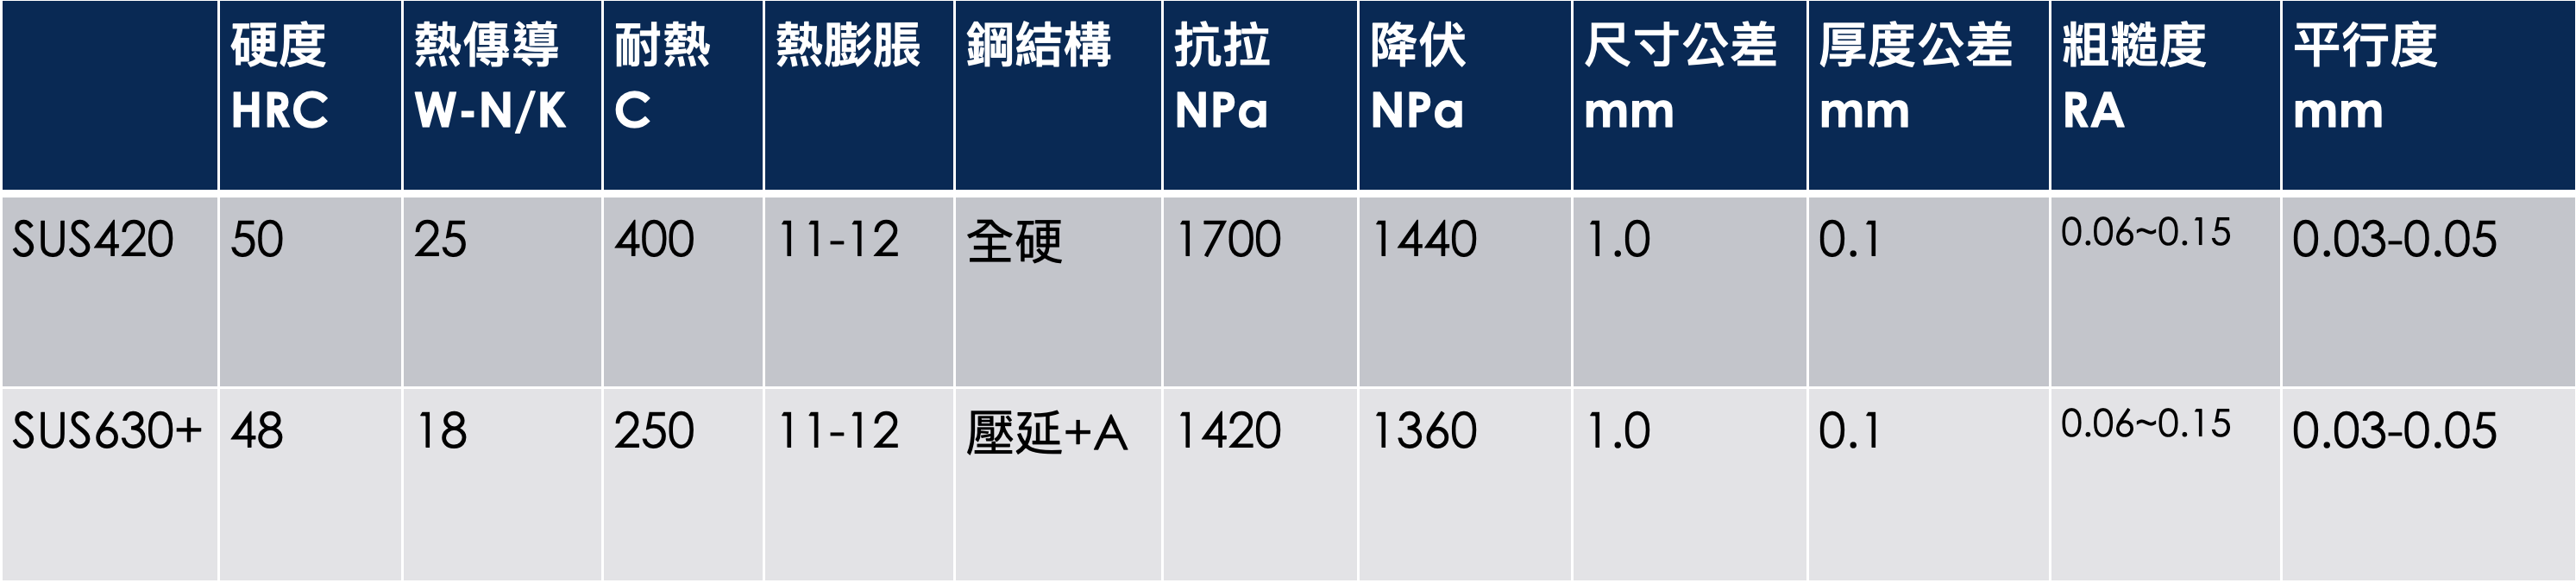 硬度 熱傳導 耐熱 熱膨脹 鋼結構 抗拉 降伏 尺寸公差 厚度公差 粗糙度 平行度
HRC W-N/K C NPa NPa mm mm RA mm
SUS420 50 25 400 11-12 全硬 1700 1440 1.0 0.1 0.06~0.15 0.03-0.05
SUS630+ 48 18 250 11-12 壓延+A 1420 1360 1.0 0.1 0.06~0.15 0.03-0.05